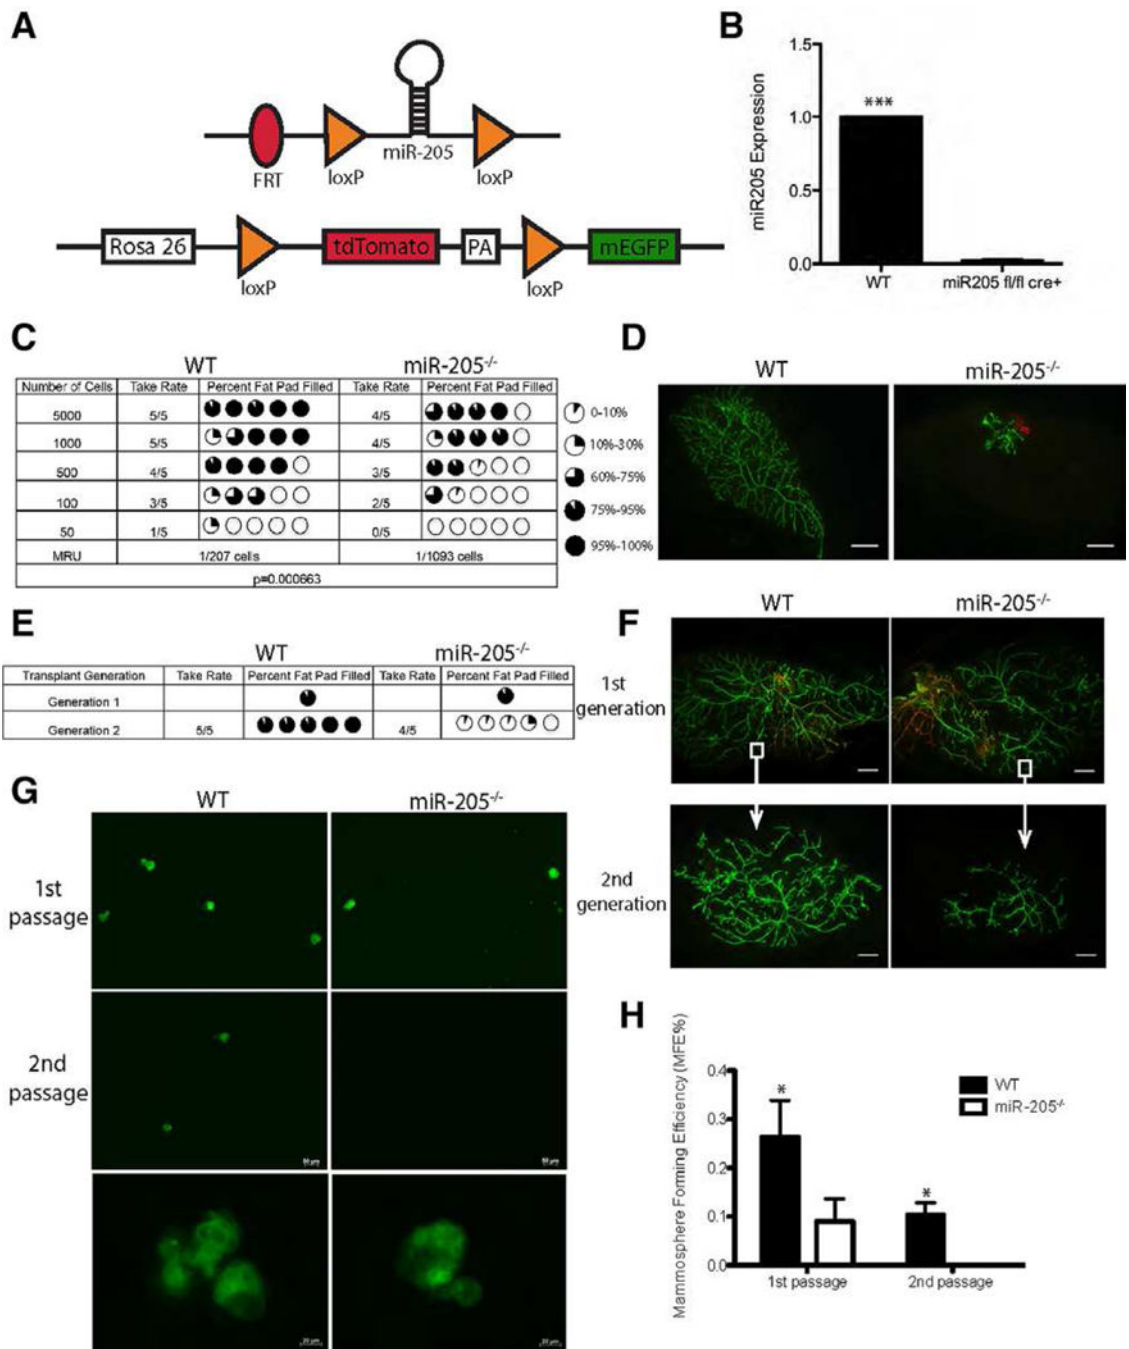 A
miR-205
FRT
loxP
loxP
Rosa 26
tdTomato
PA
mEGFP
loxP
loxP
B
miR205 Expression
1.5
1.0
0.5
0.0
***
WT
miR205 fl/fl cre+
C
WT
miR-205-/-
Number of Cells Take Rate Percent Fat Pad Filled Take Rate Percent Fat Pad Filled
5000 5/5 4/5
1000 5/5 4/5
500 4/5 3/5
100 3/5 2/5
50 1/5 0/5
MRU 1/207 cells 1/1093 cells
p=0.000663
0-10%
10%-30%
60%-75%
75%-95%
95%-100%
D
WT
miR-205-/-
E
WT
miR-205-/-
Transplant Generation Take Rate Percent Fat Pad Filled Take Rate Percent Fat Pad Filled
Generation 1
Generation 2 5/5 4/5
F
WT
miR-205-/-
1st
generation
2nd
generation
G
WT
miR-205-/-
1st
passage
2nd
passage
H
Mammosphere Forming Efficiency (MFE%)
0.4
0.3
0.2
0.1
0.0
*
*
1st passage
2nd passage
WT
miR-205-/-